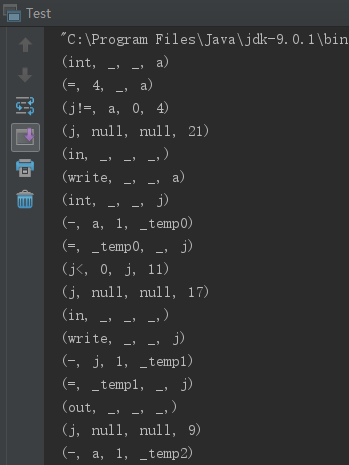 Test
"C:\Program Files\Java\jdk-9.0.1\bin
(int, _, _, a)
(=, 4, _, a)
(j!=, a, 0, 4)
(j, null, null, 21)
(in, _, _, _,)
(write, _, _, a)
(int, _, _, j)
(-, a, 1, _temp0)
(=, _temp0, _, j)
(j<, 0, j, 11)
(j, null, null, 17)
(in, _, _, _,)
(write, _, _, j)
(-, j, 1, _temp1)
(=, _temp1, _, j)
(out, _, _, _,)
(j, null, null, 9)
(-, a, 1, _temp2)